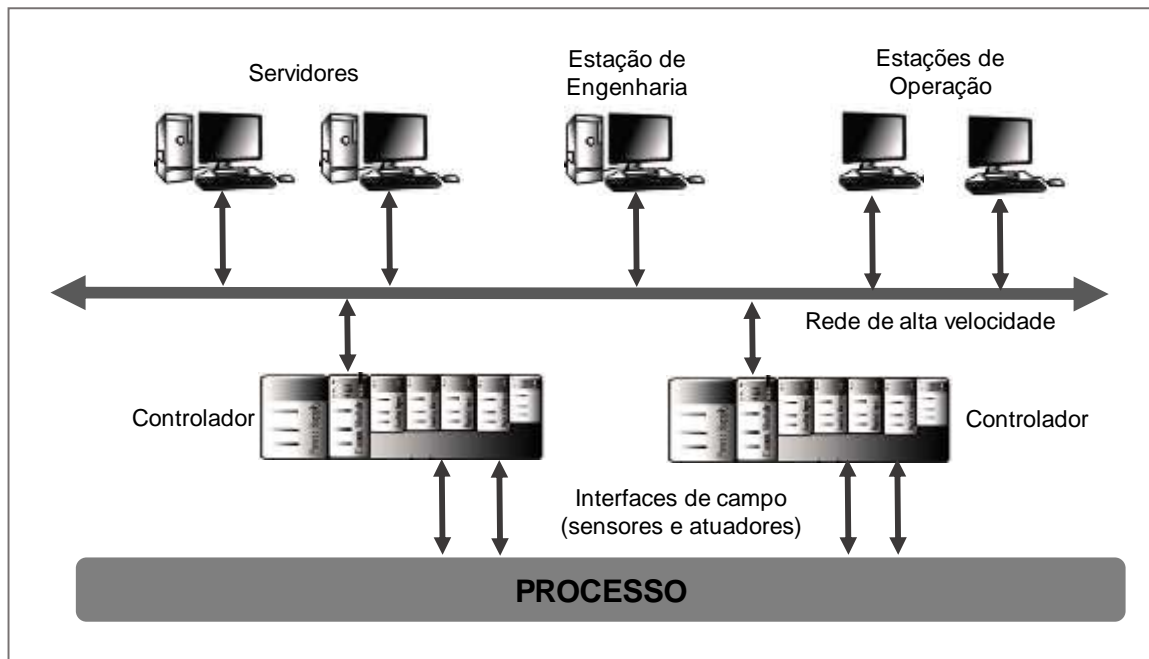 Servidores
Estação de
Engenharia
Estações de
Operação
Rede de alta velocidade
Controlador
Controlador
Interfaces de campo
(sensores e atuadores)
PROCESSO